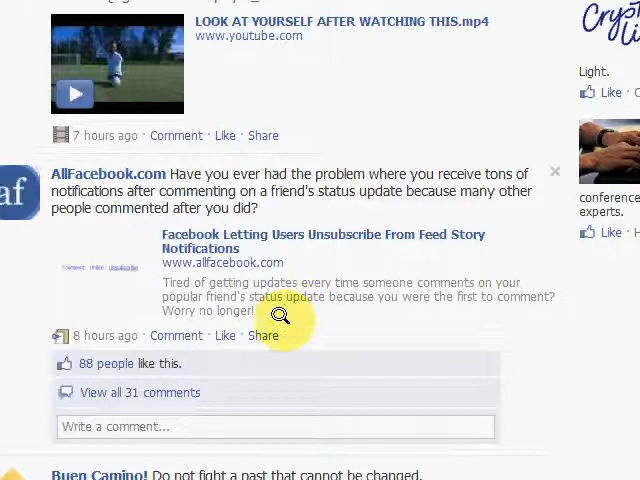 LOOK AT YOURSELF AFTER WATCHING THIS.mp4
www.youtube.com
Light.
Like
7 hours ago · Comment · Like · Share
af
AllFacebook.com Have you ever had the problem where you receive tons of
notifications after commenting on a friend's status update because many other
people commented after you did?
conference
experts.
Like
Facebook Letting Users Unsubscribe From Feed Story
Notifications
www.allfacebook.com
Comment · Unlike · Unsubscribe
Tired of getting updates every time someone comments on your
popular friend's status update because you were the first to comment?
Worry no longer!
8 hours ago · Comment · Like · Share
88 people like this.
View all 31 comments
Write a comment...
Buen Camino! Do not fight a past that cannot be changed.